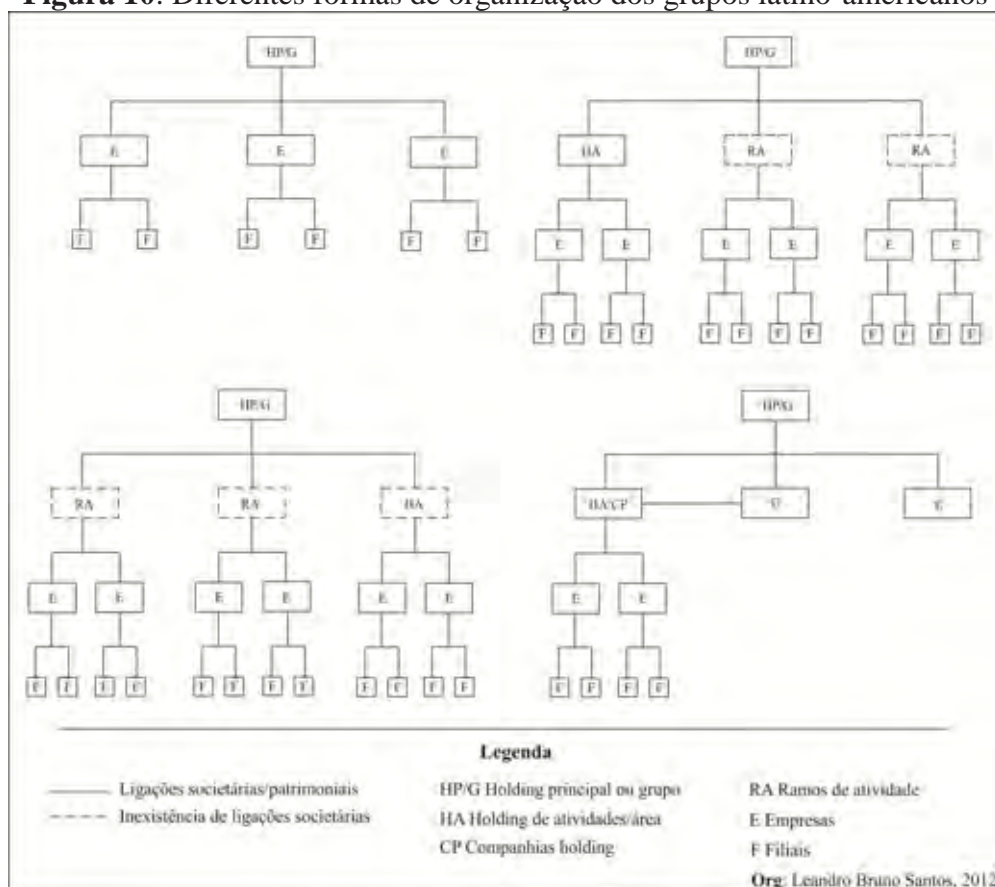 Figura 10: Diferentes formas de organização dos grupos latino-americanos
HP/G HP/G
E E E HA RA RA
F F F F F F
E E E E E E
F F F F F F F F F F F F
HP/G HP/G
RA RA HA HA/CP
E E E E E E E E
F F F F F F F F F F F F F F F F
Legenda
Ligações societárias/patrimoniais HP/G Holding principal ou grupo RA Ramos de atividade
Inexistência de ligações societárias HA Holding de atividades/área E Empresas
CP Companhias holding F Filiais
Org: Leandro Bruno Santos, 2012